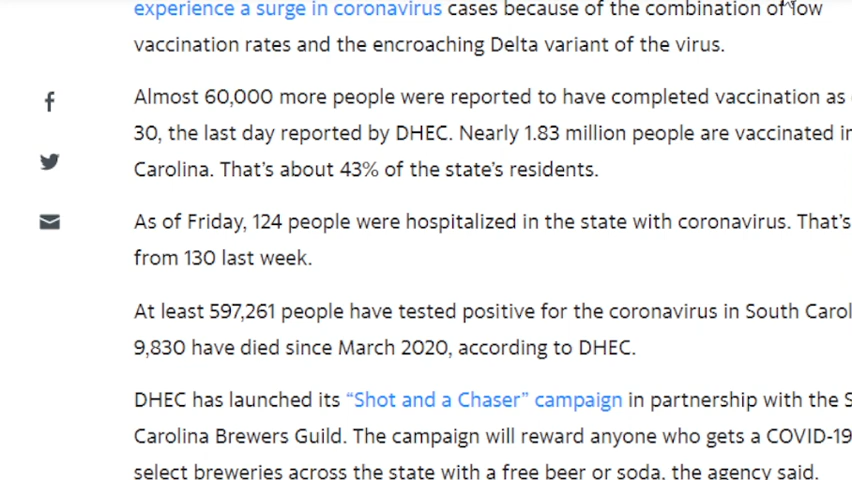 experience a surge in coronavirus cases because of the combination of low
vaccination rates and the encroaching Delta variant of the virus.
Almost 60,000 more people were reported to have completed vaccination as
30, the last day reported by DHEC. Nearly 1.83 million people are vaccinated in
Carolina. That's about 43% of the state's residents.
As of Friday, 124 people were hospitalized in the state with coronavirus. That's
from 130 last week.
At least 597,261 people have tested positive for the coronavirus in South Carol
9,830 have died since March 2020, according to DHEC.
DHEC has launched its “Shot and a Chaser” campaign in partnership with the S
Carolina Brewers Guild. The campaign will reward anyone who gets a COVID-19
select breweries across the state with a free beer or soda, the agency said.